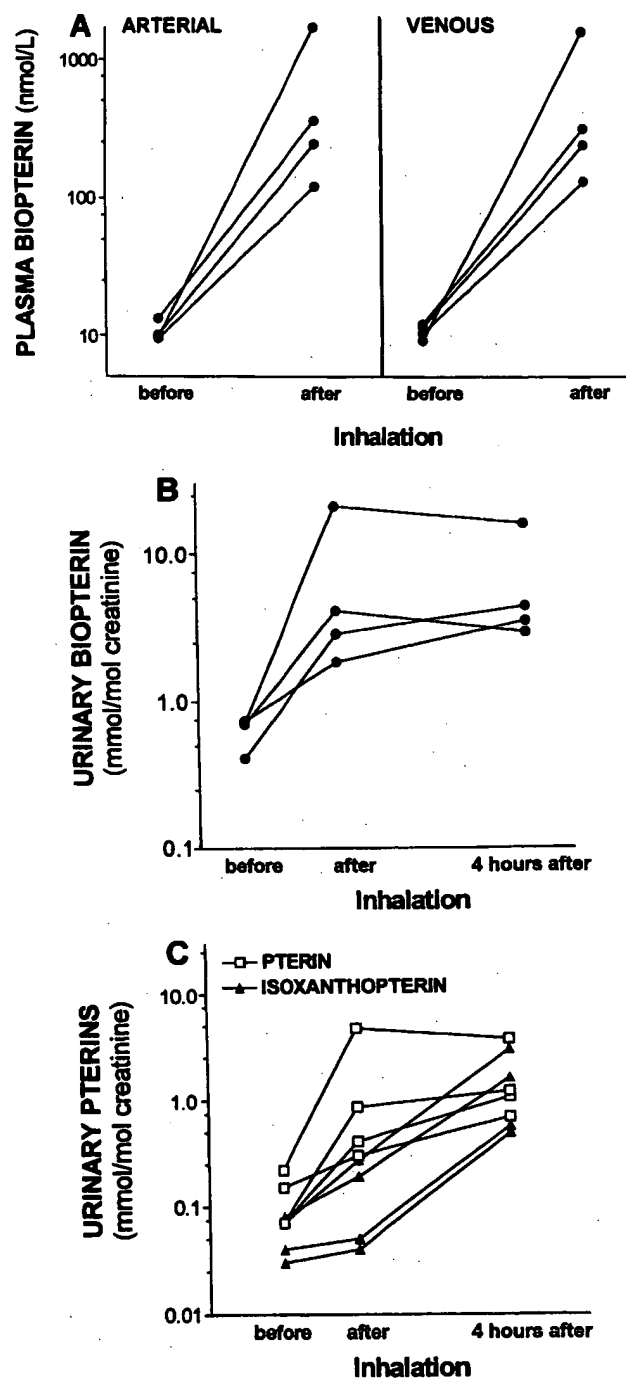 A
ARTERIAL
VENOUS
PLASMA BIOPTERIN (nmol/L)
1000
100
10
before
after
before
after
Inhalation
B
URINARY BIOPTERIN
(mmol/mol creatinine)
10.0
1.0
0.1
before
after
4 hours after
Inhalation
C
PTERIN
ISOXANTHOPTERIN
URINARY PTERINS
(mmol/mol creatinine)
10.0
1.0
0.1
0.01
before
after
4 hours after
Inhalation